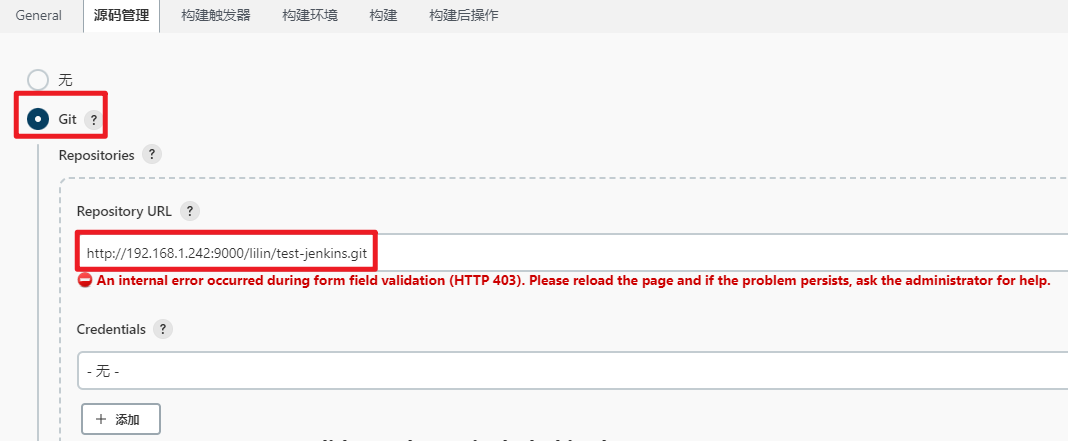 General 源码管理 构建触发器 构建环境 构建 构建后操作
无
Git ?
Repositories ?
Repository URL ?
http://192.168.1.242:9000/lilin/test-jenkins.git
An internal error occurred during form field validation (HTTP 403). Please reload the page and if the problem persists, ask the administrator for help.
Credentials ?
- 无 -
+ 添加